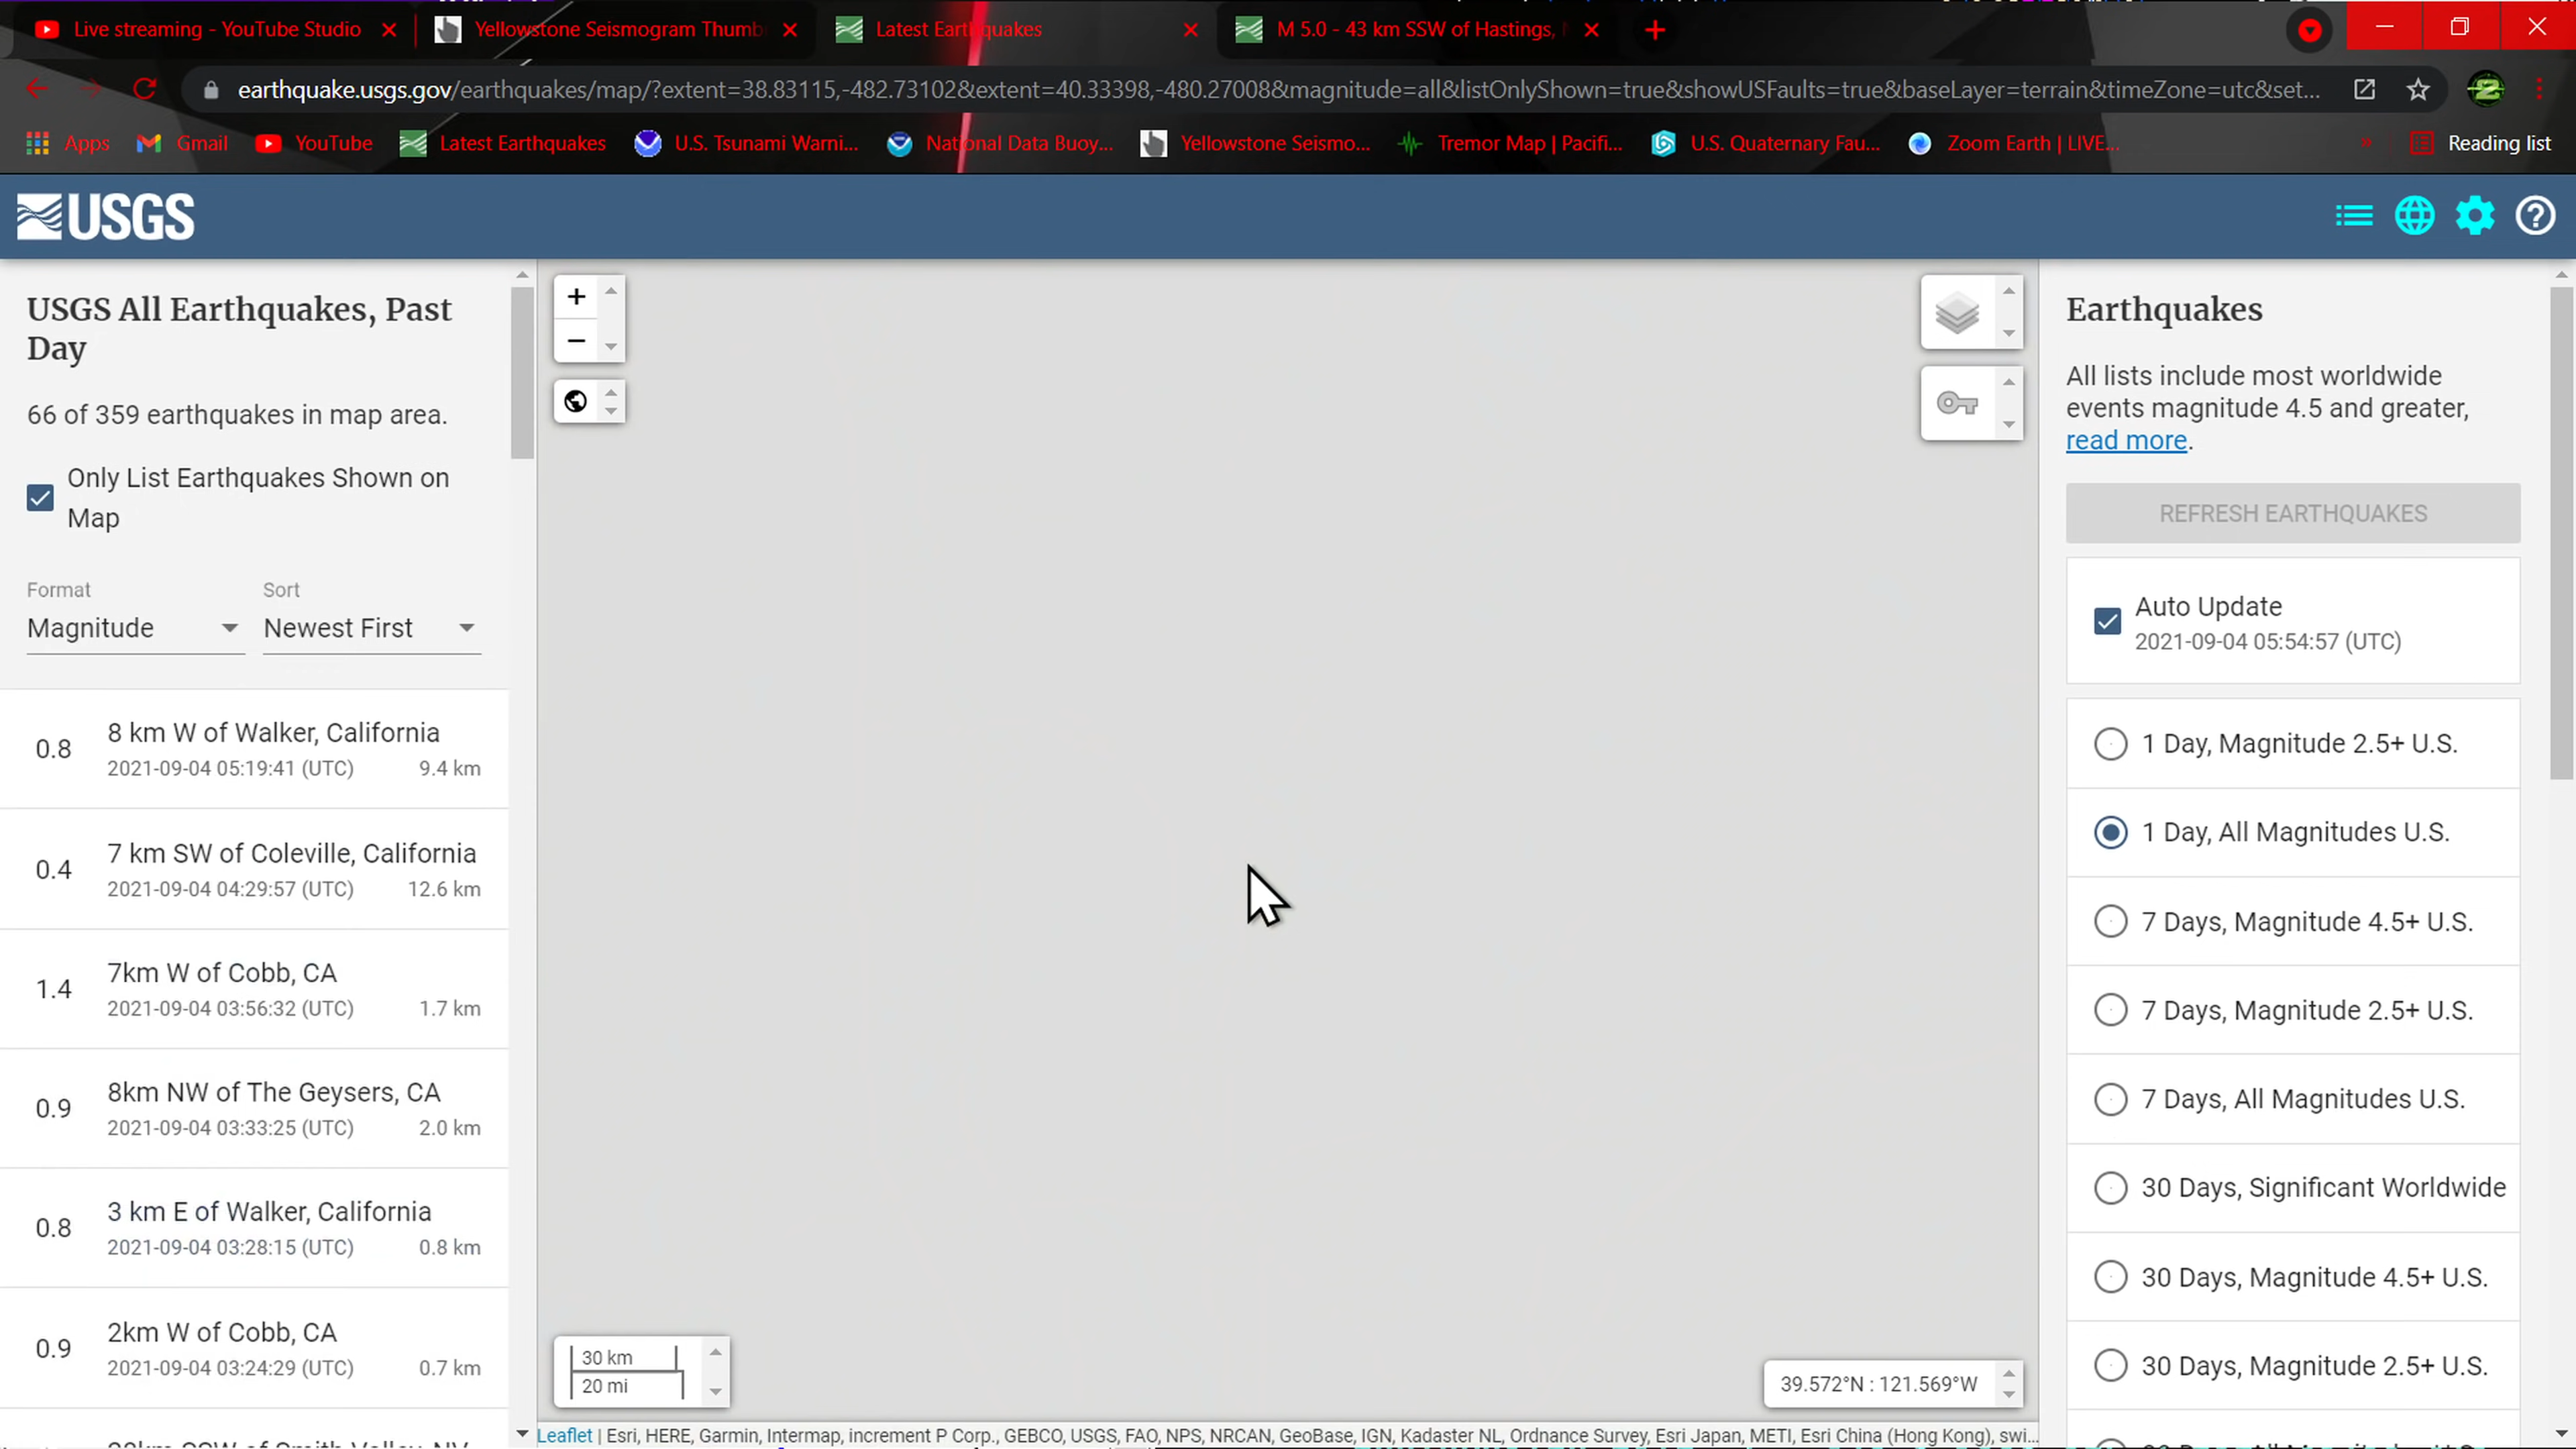 Live streaming - YouTube Studio
Yellowstone Seismogram Thumb
Latest Earthquakes
M 5.0 - 43 km SSW of Hastings,
earthquake.usgs.gov/earthquakes/map/?extent=38.83115,-482.73102&extent=40.33398,-480.27008&magnitude=all&listOnlyShown=true&showUSFaults=true&baseLayer=terrain&timeZone=utc&set...
Apps
Gmail
YouTube
Latest Earthquakes
U.S. Tsunami Warni...
National Data Buoy...
Yellowstone Seismo...
Tremor Map | Pacifi...
U.S. Quaternary Fau...
Zoom Earth | LIVE...
Reading list
USGS
USGS All Earthquakes, Past
Day
66 of 359 earthquakes in map area.
Only List Earthquakes Shown on
Map
Format
Sort
Magnitude
Newest First
0.8
8 km W of Walker, California
2021-09-04 05:19:41 (UTC)
9.4 km
0.4
7 km SW of Coleville, California
2021-09-04 04:29:57 (UTC)
12.6 km
1.4
7km W of Cobb, CA
2021-09-04 03:56:32 (UTC)
1.7 km
0.9
8km NW of The Geysers, CA
2021-09-04 03:33:25 (UTC)
2.0 km
0.8
3 km E of Walker, California
2021-09-04 03:28:15 (UTC)
0.8 km
0.9
2km W of Cobb, CA
2021-09-04 03:24:29 (UTC)
0.7 km
+
−
30 km
20 mi
39.572°N : 121.569°W
Leaflet | Esri, HERE, Garmin, Intermap, increment P Corp., GEBCO, USGS, FAO, NPS, NRCAN, GeoBase, IGN, Kadaster NL, Ordnance Survey, Esri Japan, METI, Esri China (Hong Kong), swi...
Earthquakes
All lists include most worldwide
events magnitude 4.5 and greater,
read more.
REFRESH EARTHQUAKES
Auto Update
2021-09-04 05:54:57 (UTC)
1 Day, Magnitude 2.5+ U.S.
1 Day, All Magnitudes U.S.
7 Days, Magnitude 4.5+ U.S.
7 Days, Magnitude 2.5+ U.S.
7 Days, All Magnitudes U.S.
30 Days, Significant Worldwide
30 Days, Magnitude 4.5+ U.S.
30 Days, Magnitude 2.5+ U.S.